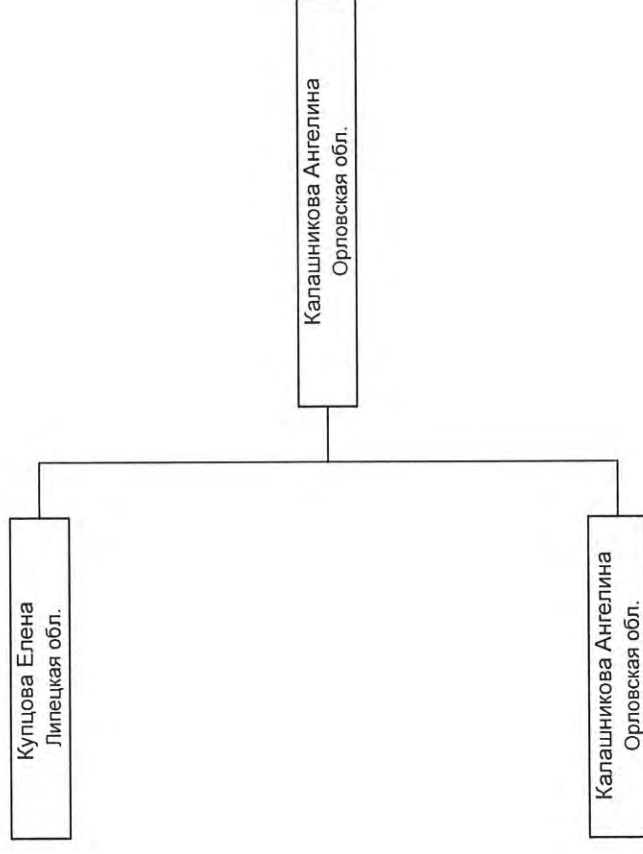 Купцова Елена
Липецкая обл.
Калашникова Ангелина
Орловская обл.
Калашникова Ангелина
Орловская обл.